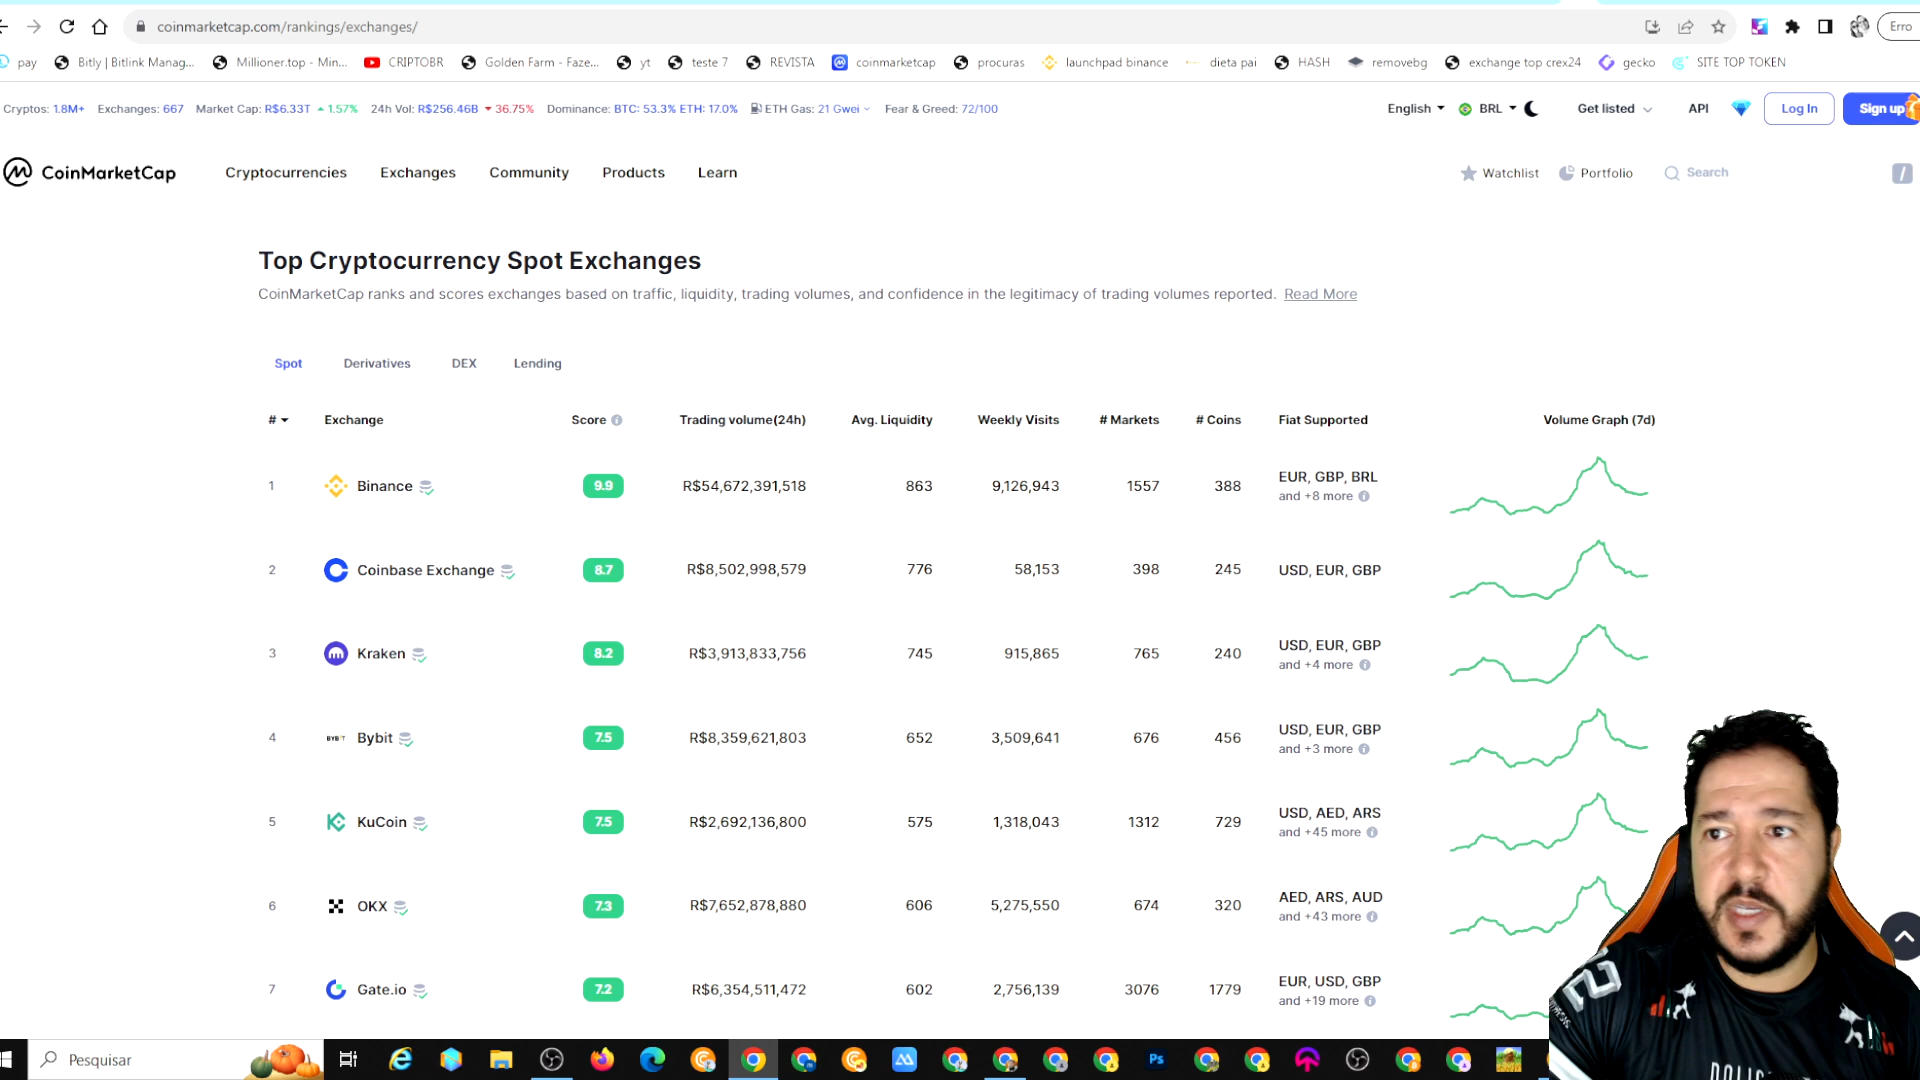 coinmarketcap.com/rankings/exchanges/
Erro
pay Bitly | Bitlink Manag... Millioner.top - Min... CRIPTOBR Golden Farm - Faze... yt teste 7 REVISTA coinmarketcap procuras launchpad binance dieta pai HASH removebg exchange top crex24 gecko SITE TOP TOKEN
Cryptos: 1.8M+ Exchanges: 667 Market Cap: R$6.33T 1.57% 24h Vol: R$256.46B 36.75% Dominance: BTC: 53.3% ETH: 17.0% ETH Gas: 21 Gwei Fear & Greed: 72/100 English BRL Get listed API Log In Sign up
CoinMarketCap Cryptocurrencies Exchanges Community Products Learn Watchlist Portfolio Search /
Top Cryptocurrency Spot Exchanges
CoinMarketCap ranks and scores exchanges based on traffic, liquidity, trading volumes, and confidence in the legitimacy of trading volumes reported. Read More
Spot Derivatives DEX Lending
# Exchange Score Trading volume(24h) Avg. Liquidity Weekly Visits # Markets # Coins Fiat Supported Volume Graph (7d)
1 Binance 9.9 R$54,672,391,518 863 9,126,943 1557 388 EUR, GBP, BRL
and +8 more
2 Coinbase Exchange 8.7 R$8,502,998,579 776 58,153 398 245 USD, EUR, GBP
3 Kraken 8.2 R$3,913,833,756 745 915,865 765 240 USD, EUR, GBP
and +4 more
4 BYBIT Bybit 7.5 R$8,359,621,803 652 3,509,641 676 456 USD, EUR, GBP
and +3 more
5 KuCoin 7.5 R$2,692,136,800 575 1,318,043 1312 729 USD, AED, ARS
and +45 more
6 OKX 7.3 R$7,652,878,880 606 5,275,550 674 320 AED, ARS, AUD
and +43 more
7 Gate.io 7.2 R$6,354,511,472 602 2,756,139 3076 1779 EUR, USD, GBP
and +19 more
Pesquisar
Ps